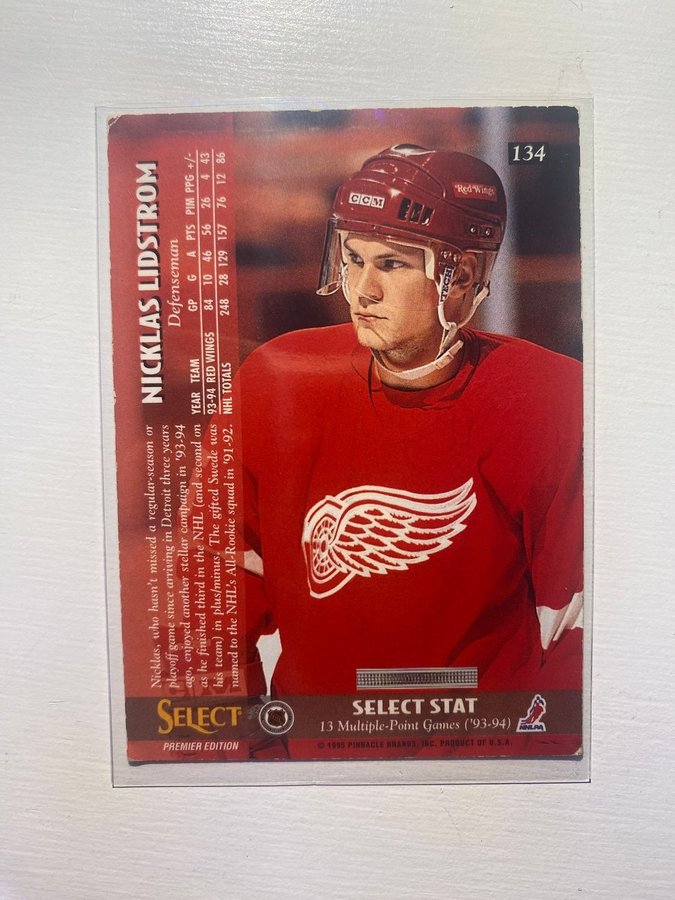 134
Red Wings
CCM
ITECH
NICKLAS LIDSTROM
Defenseman
YEAR TEAM GP G A PTS PIM PPG +/-
93-94 RED WINGS 84 10 46 56 26 4 43
NHL TOTALS 248 28 129 157 76 12 86
Nicklas, who hasn't missed a regular-season or
playoff game since arriving in Detroit three years
ago, enjoyed another stellar campaign in '93-94
as he finished third in the NHL (and second on
his team) in plus/minus. The gifted Swede was
named to the NHL's All-Rookie squad in '91-92.
SELECT
PREMIER EDITION
SELECT STAT
13 Multiple-Point Games ('93-94)
NHLPA
© 1995 PINNACLE BRANDS, INC. PRODUCT OF U.S.A.